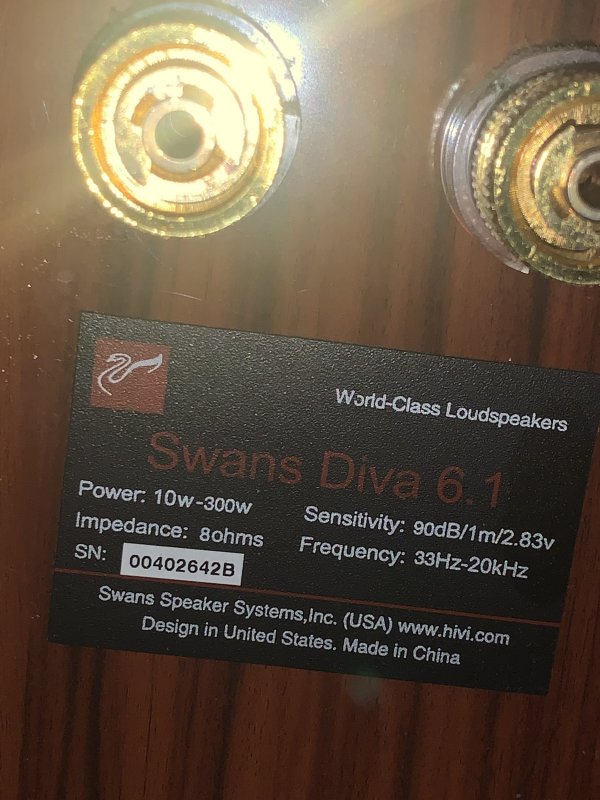 World-Class Loudspeakers
Swans Diva 6.1
Power: 10w-300w
Sensitivity: 90dB/1m/2.83v
Impedance: 8ohms
Frequency: 33Hz-20kHz
SN: 00402642B
Swans Speaker Systems,Inc. (USA) www.hivi.com
Design in United States. Made in China